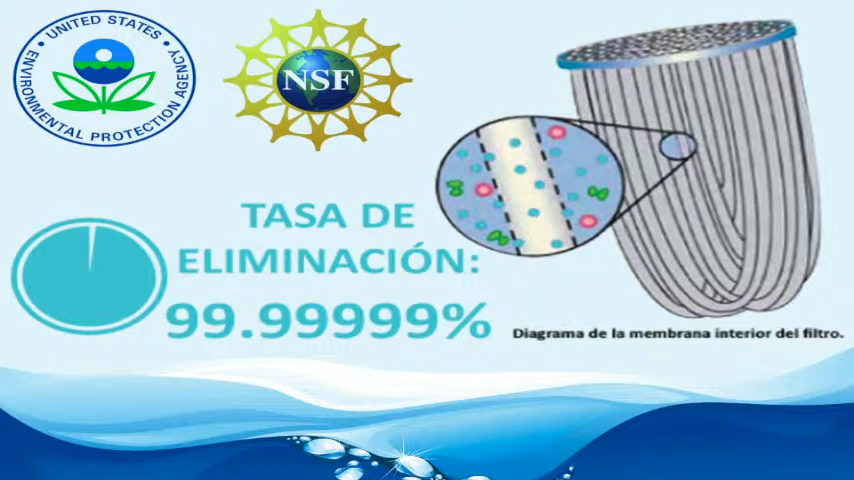 UNITED STATES
ENVIRONMENTAL PROTECTION AGENCY
NSF
TASA DE
ELIMINACIÓN:
99.99999%
Diagrama de la membrana interior del filtro.